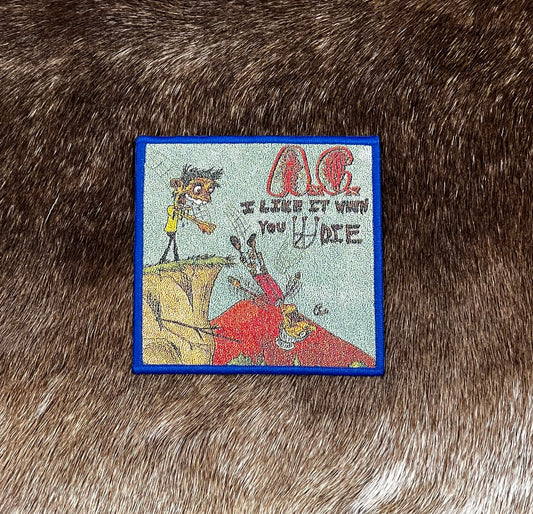 A.C.
I LIKE IT WHEN
YOU DIE